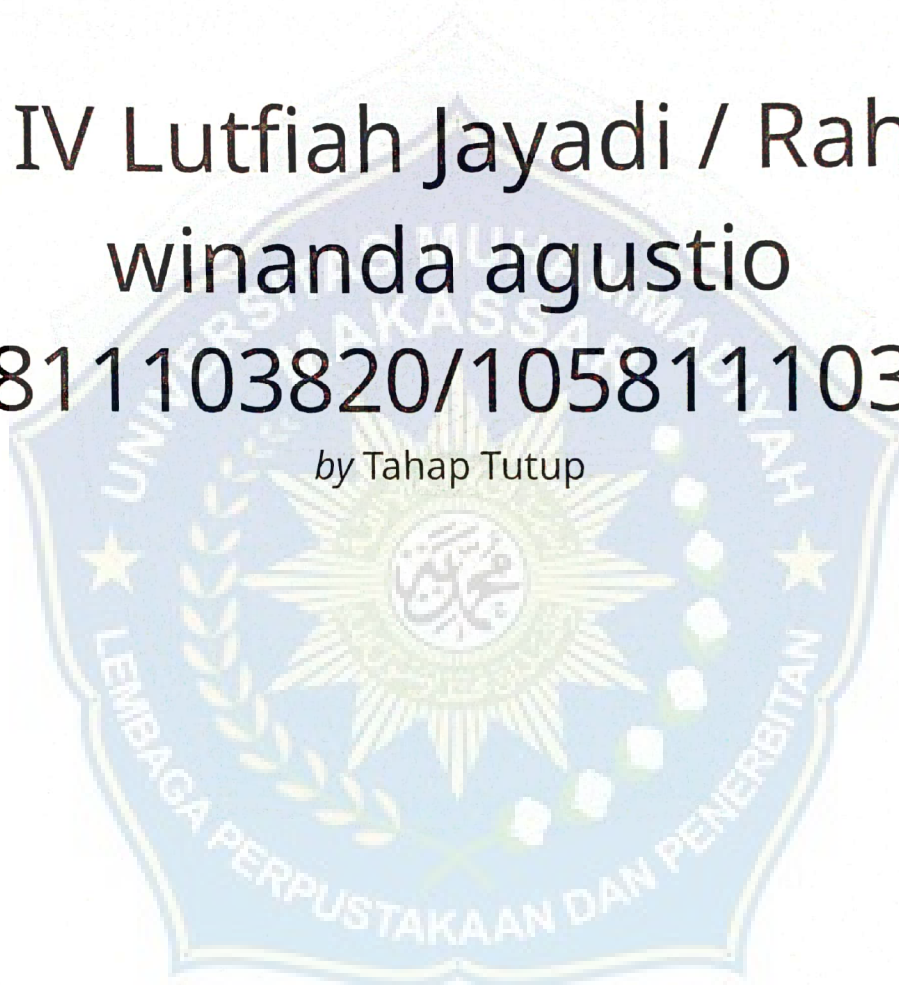 IV Lutfiah Jayadi / Rah
winanda agustio
811103820/105811103
by Tahap Tutup
UNIVERSITAS MUHAMMADIYAH
MAKASSAR
LEMBAGA PERPUSTAKAAN DAN PENERBITAN